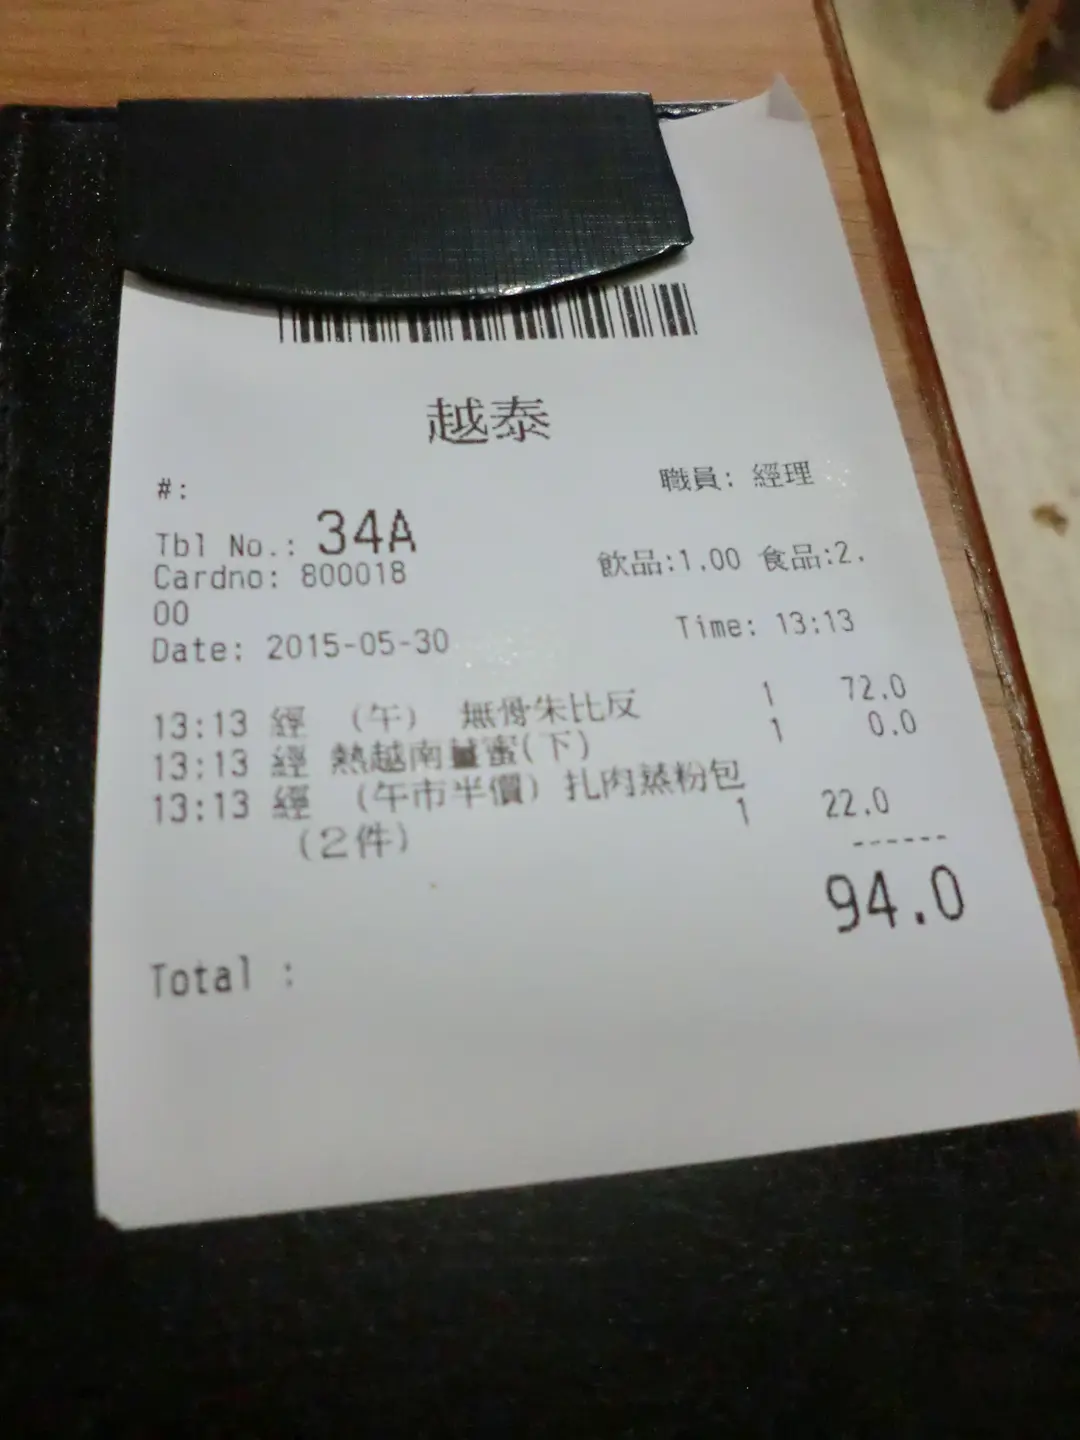 越泰
#: 職員: 經理
Tbl No.: 34A
Cardno: 800018 飲品:1.00 食品:2.
00
Date: 2015-05-30 Time: 13:13
13:13 經 (午) 無骨朱比反 1 72.0
13:13 經 熱越南薑蜜(下) 1 0.0
13:13 經 (午市半價) 扎肉蒸粉包
(2件) 1 22.0
------
94.0
Total :